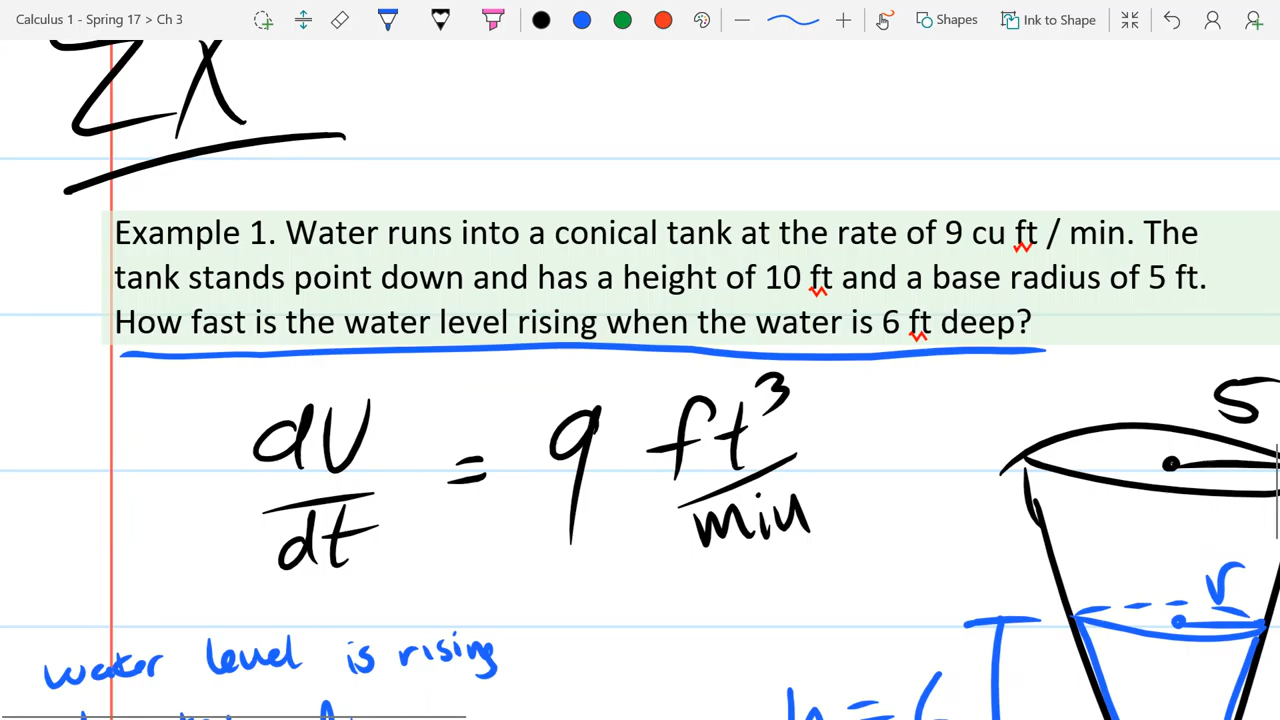 Calculus 1 - Spring 17 > Ch 3
Shapes
Ink to Shape
2x
Example 1. Water runs into a conical tank at the rate of 9 cu ft / min. The
tank stands point down and has a height of 10 ft and a base radius of 5 ft.
How fast is the water level rising when the water is 6 ft deep?
dV/dt = 9 ft³/min
5
r
water level is rising
h = 6